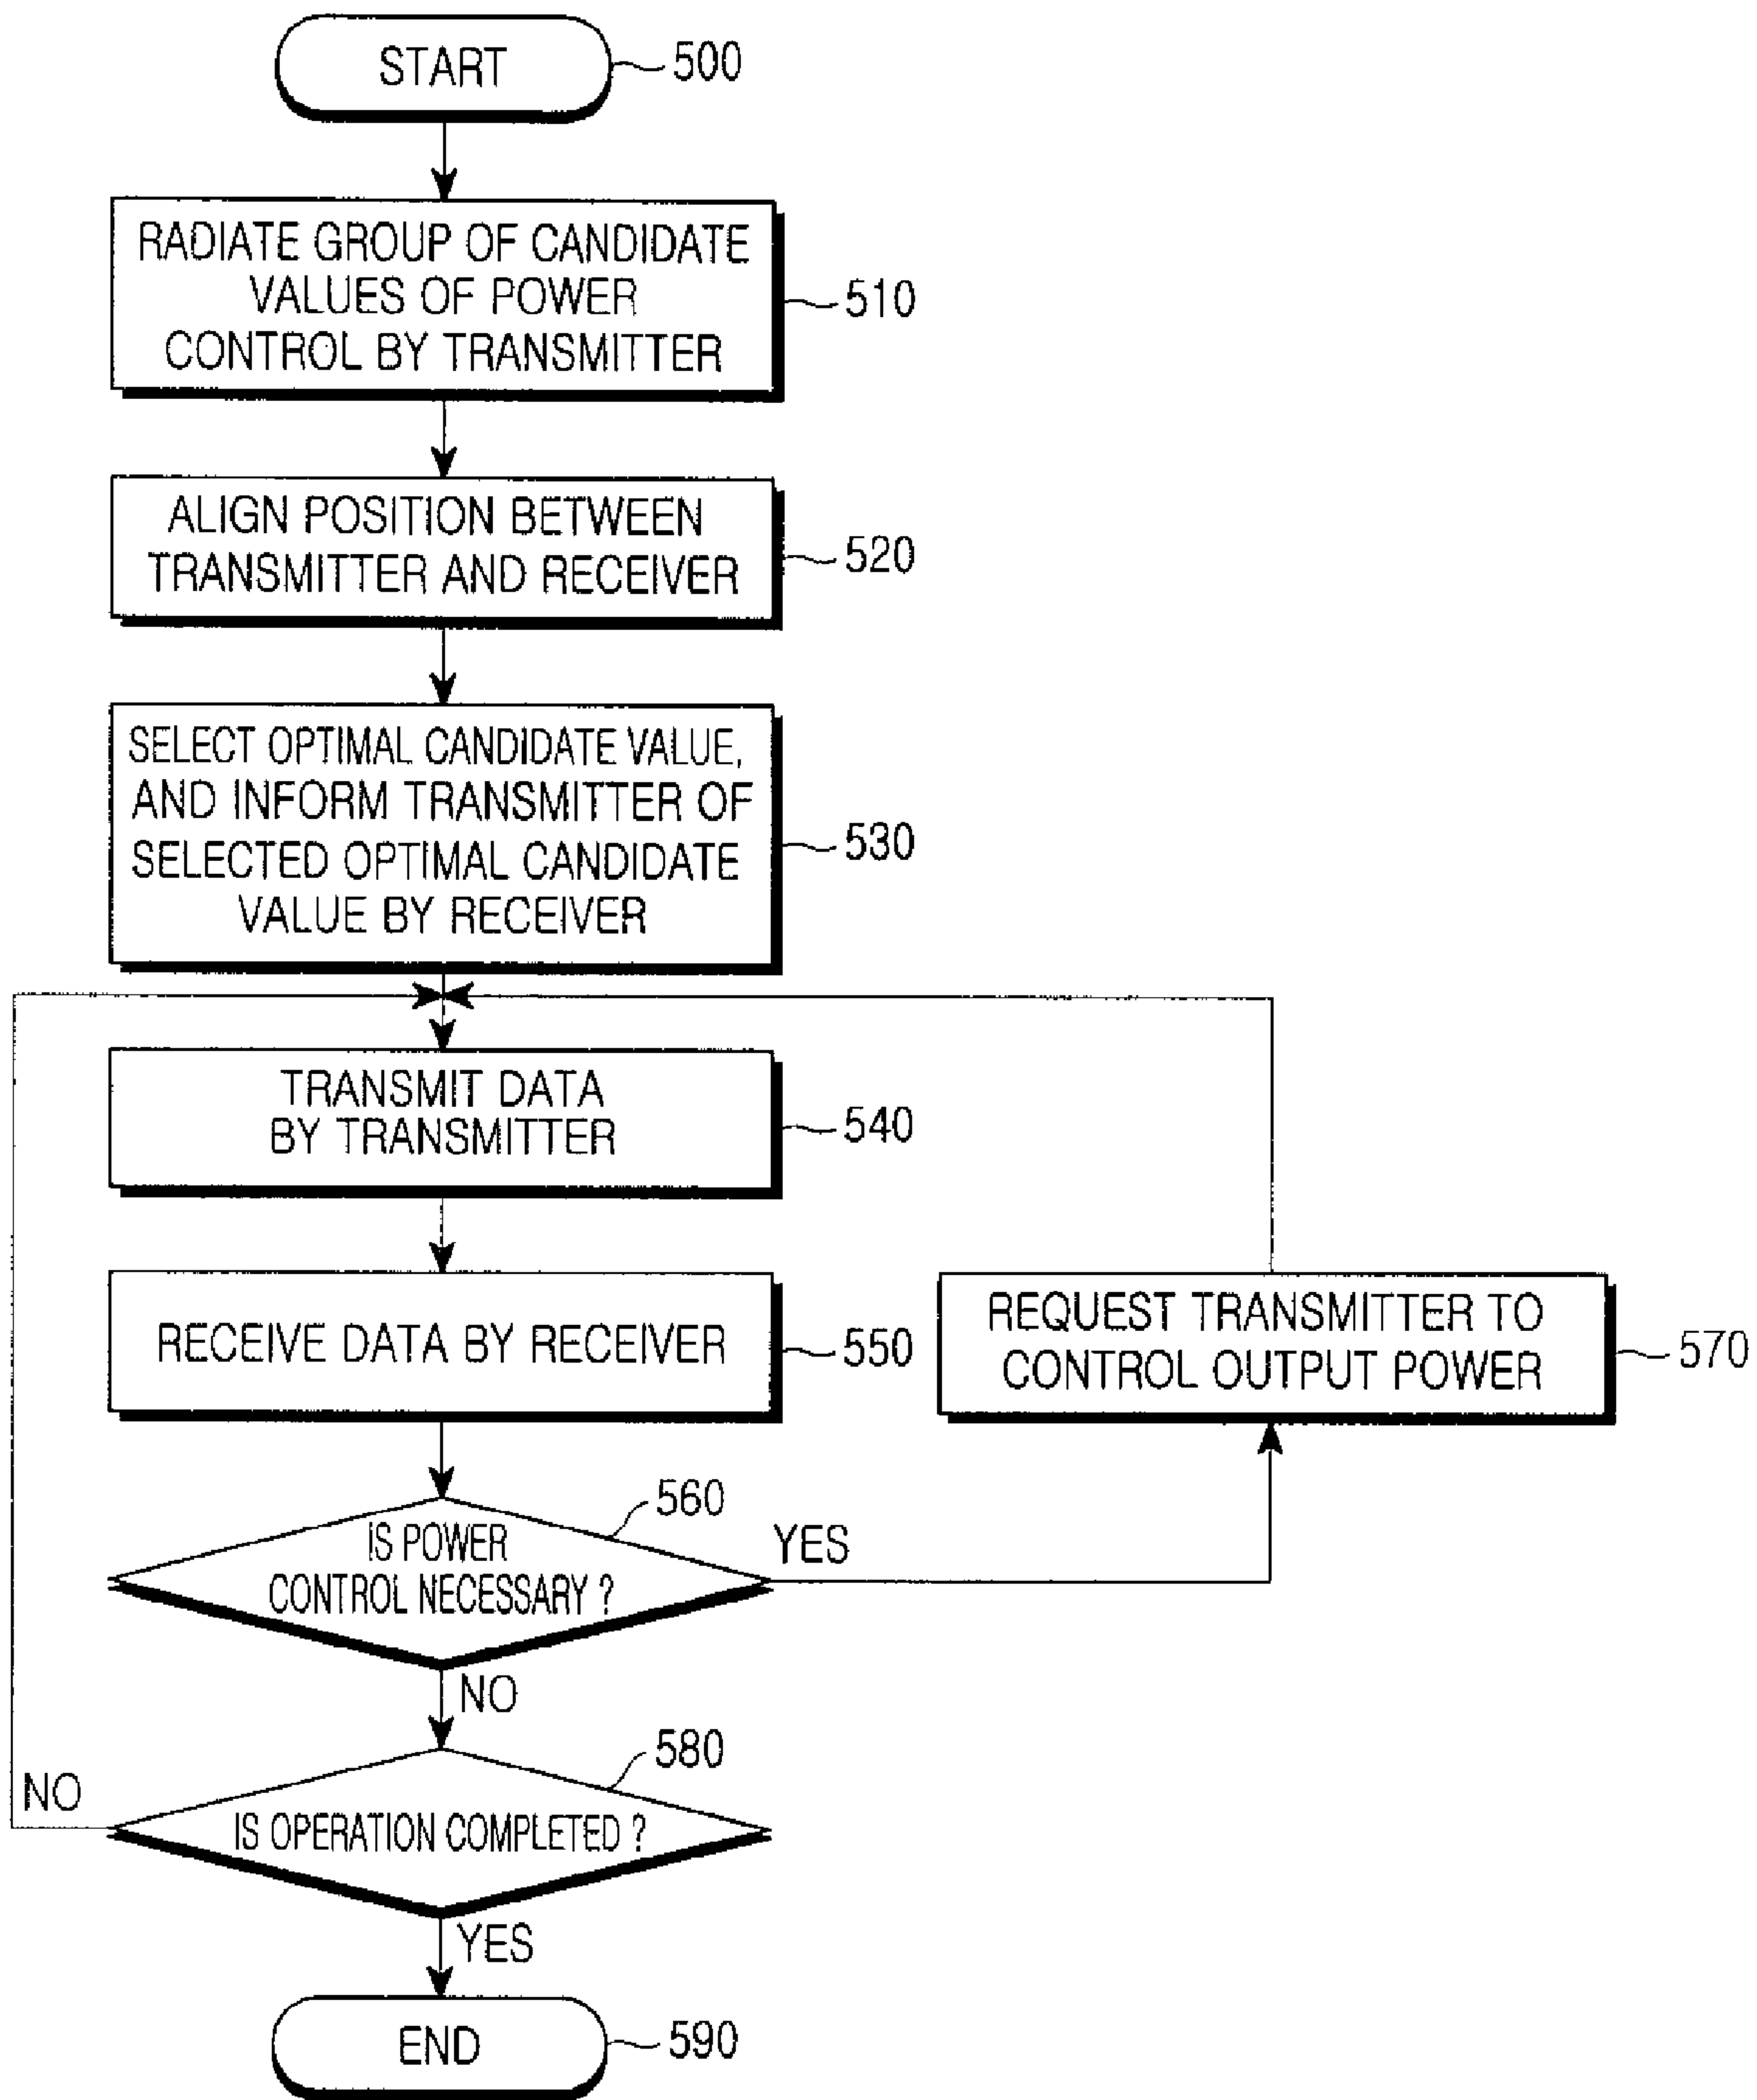 START
500
RADIATE GROUP OF CANDIDATE
VALUES OF POWER
CONTROL BY TRANSMITTER
510
ALIGN POSITION BETWEEN
TRANSMITTER AND RECEIVER
520
SELECT OPTIMAL CANDIDATE VALUE,
AND INFORM TRANSMITTER OF
SELECTED OPTIMAL CANDIDATE
VALUE BY RECEIVER
530
TRANSMIT DATA
BY TRANSMITTER
540
RECEIVE DATA BY RECEIVER
550
REQUEST TRANSMITTER TO
CONTROL OUTPUT POWER
570
IS POWER
CONTROL NECESSARY ?
560
YES
NO
IS OPERATION COMPLETED ?
580
NO
YES
END
590